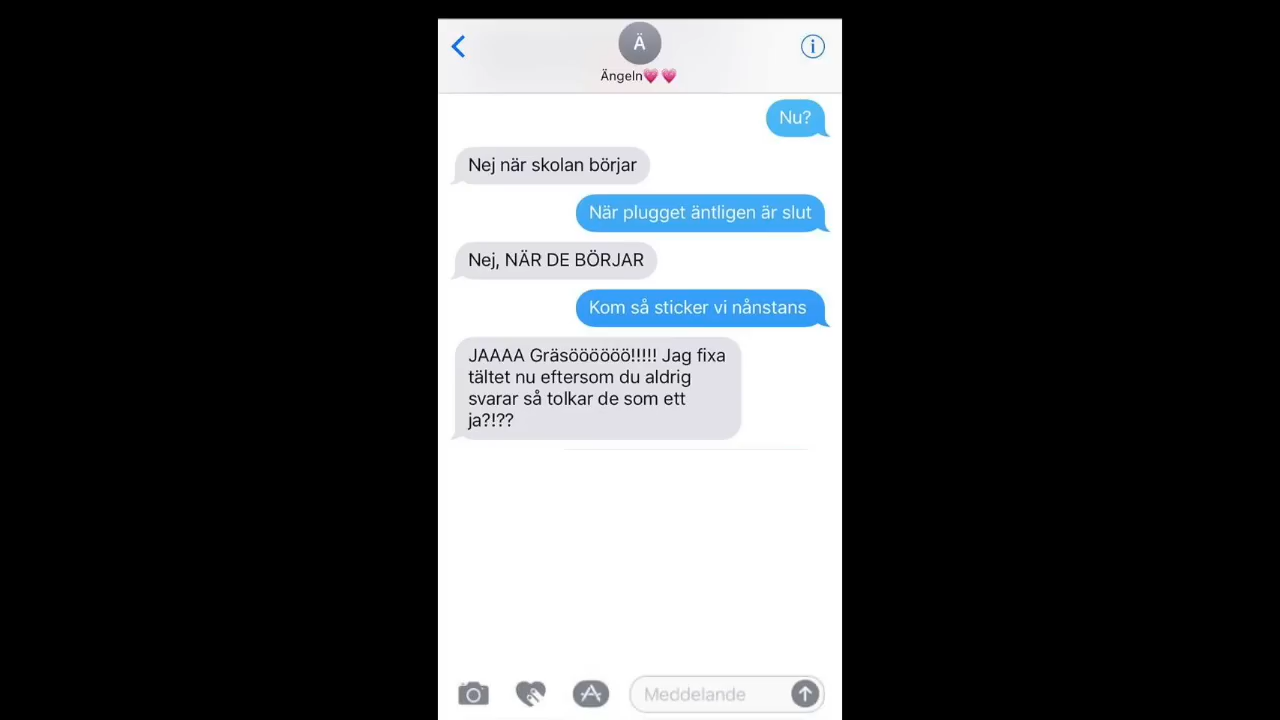 Ä
Ängeln💗💗
Nu?
Nej när skolan börjar
När plugget äntligen är slut
Nej, NÄR DE BÖRJAR
Kom så sticker vi nånstans
JAAAA Gräsöööööö!!!!! Jag fixa
tältet nu eftersom du aldrig
svarar så tolkar de som ett
ja?!??
Meddelande